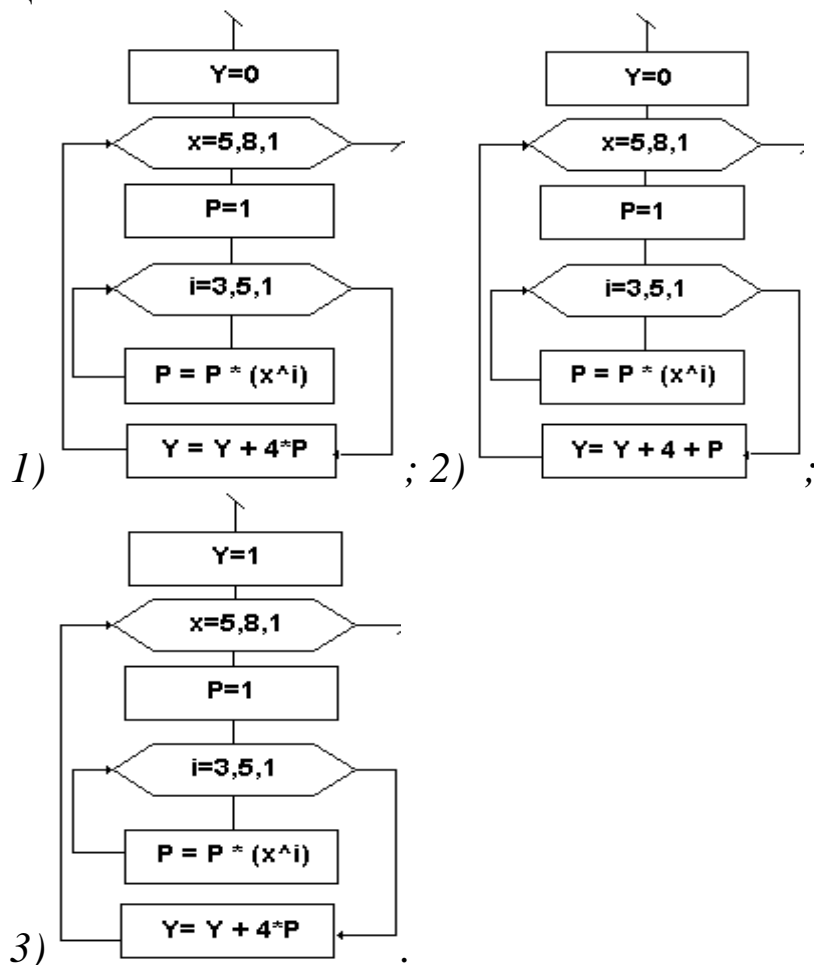 Y=0
x=5,8,1
P=1
i=3,5,1
P = P * (x^i)
Y = Y + 4*P
1)
;
Y=0
x=5,8,1
P=1
i=3,5,1
P = P * (x^i)
Y= Y + 4 + P
2)
;
Y=1
x=5,8,1
P=1
i=3,5,1
P = P * (x^i)
Y= Y + 4*P
3)
.